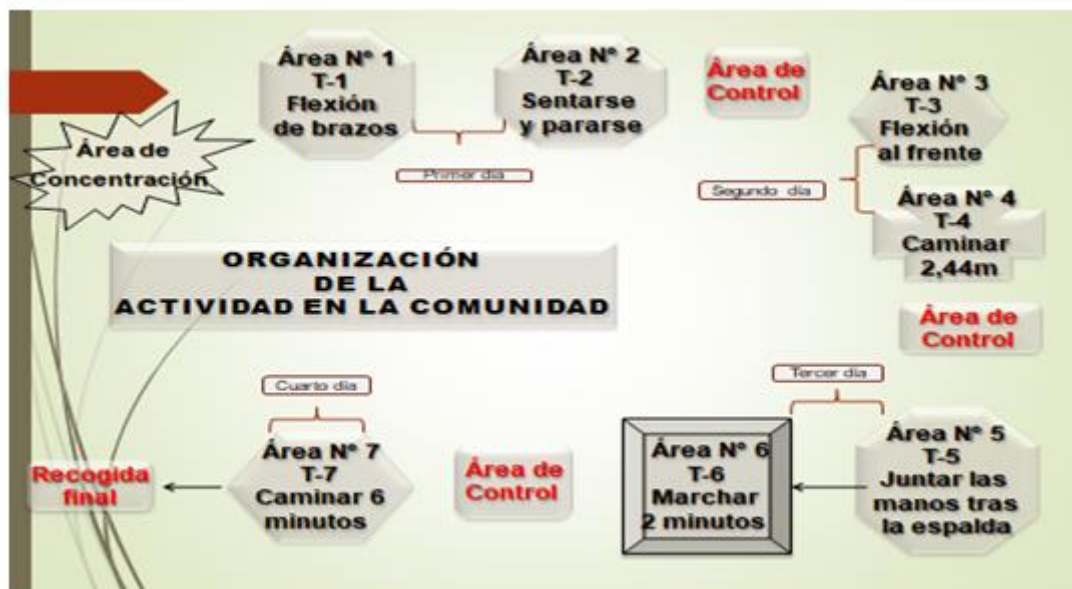 Área de
Concentración
Área Nº 1
T-1
Flexión
de brazos
Primer día
Área Nº 2
T-2
Sentarse
y pararse
Área de
Control
Área Nº 3
T-3
Flexión
al frente
Segundo día
Área Nº 4
T-4
Caminar
2,44m
ORGANIZACIÓN
DE LA
ACTIVIDAD EN LA COMUNIDAD
Área de
Control
Tercer día
Área Nº 5
T-5
Juntar las
manos tras
la espalda
Área Nº 6
T-6
Marchar
2 minutos
Área de
Control
Cuarto día
Área Nº 7
T-7
Caminar 6
minutos
Recogida
final